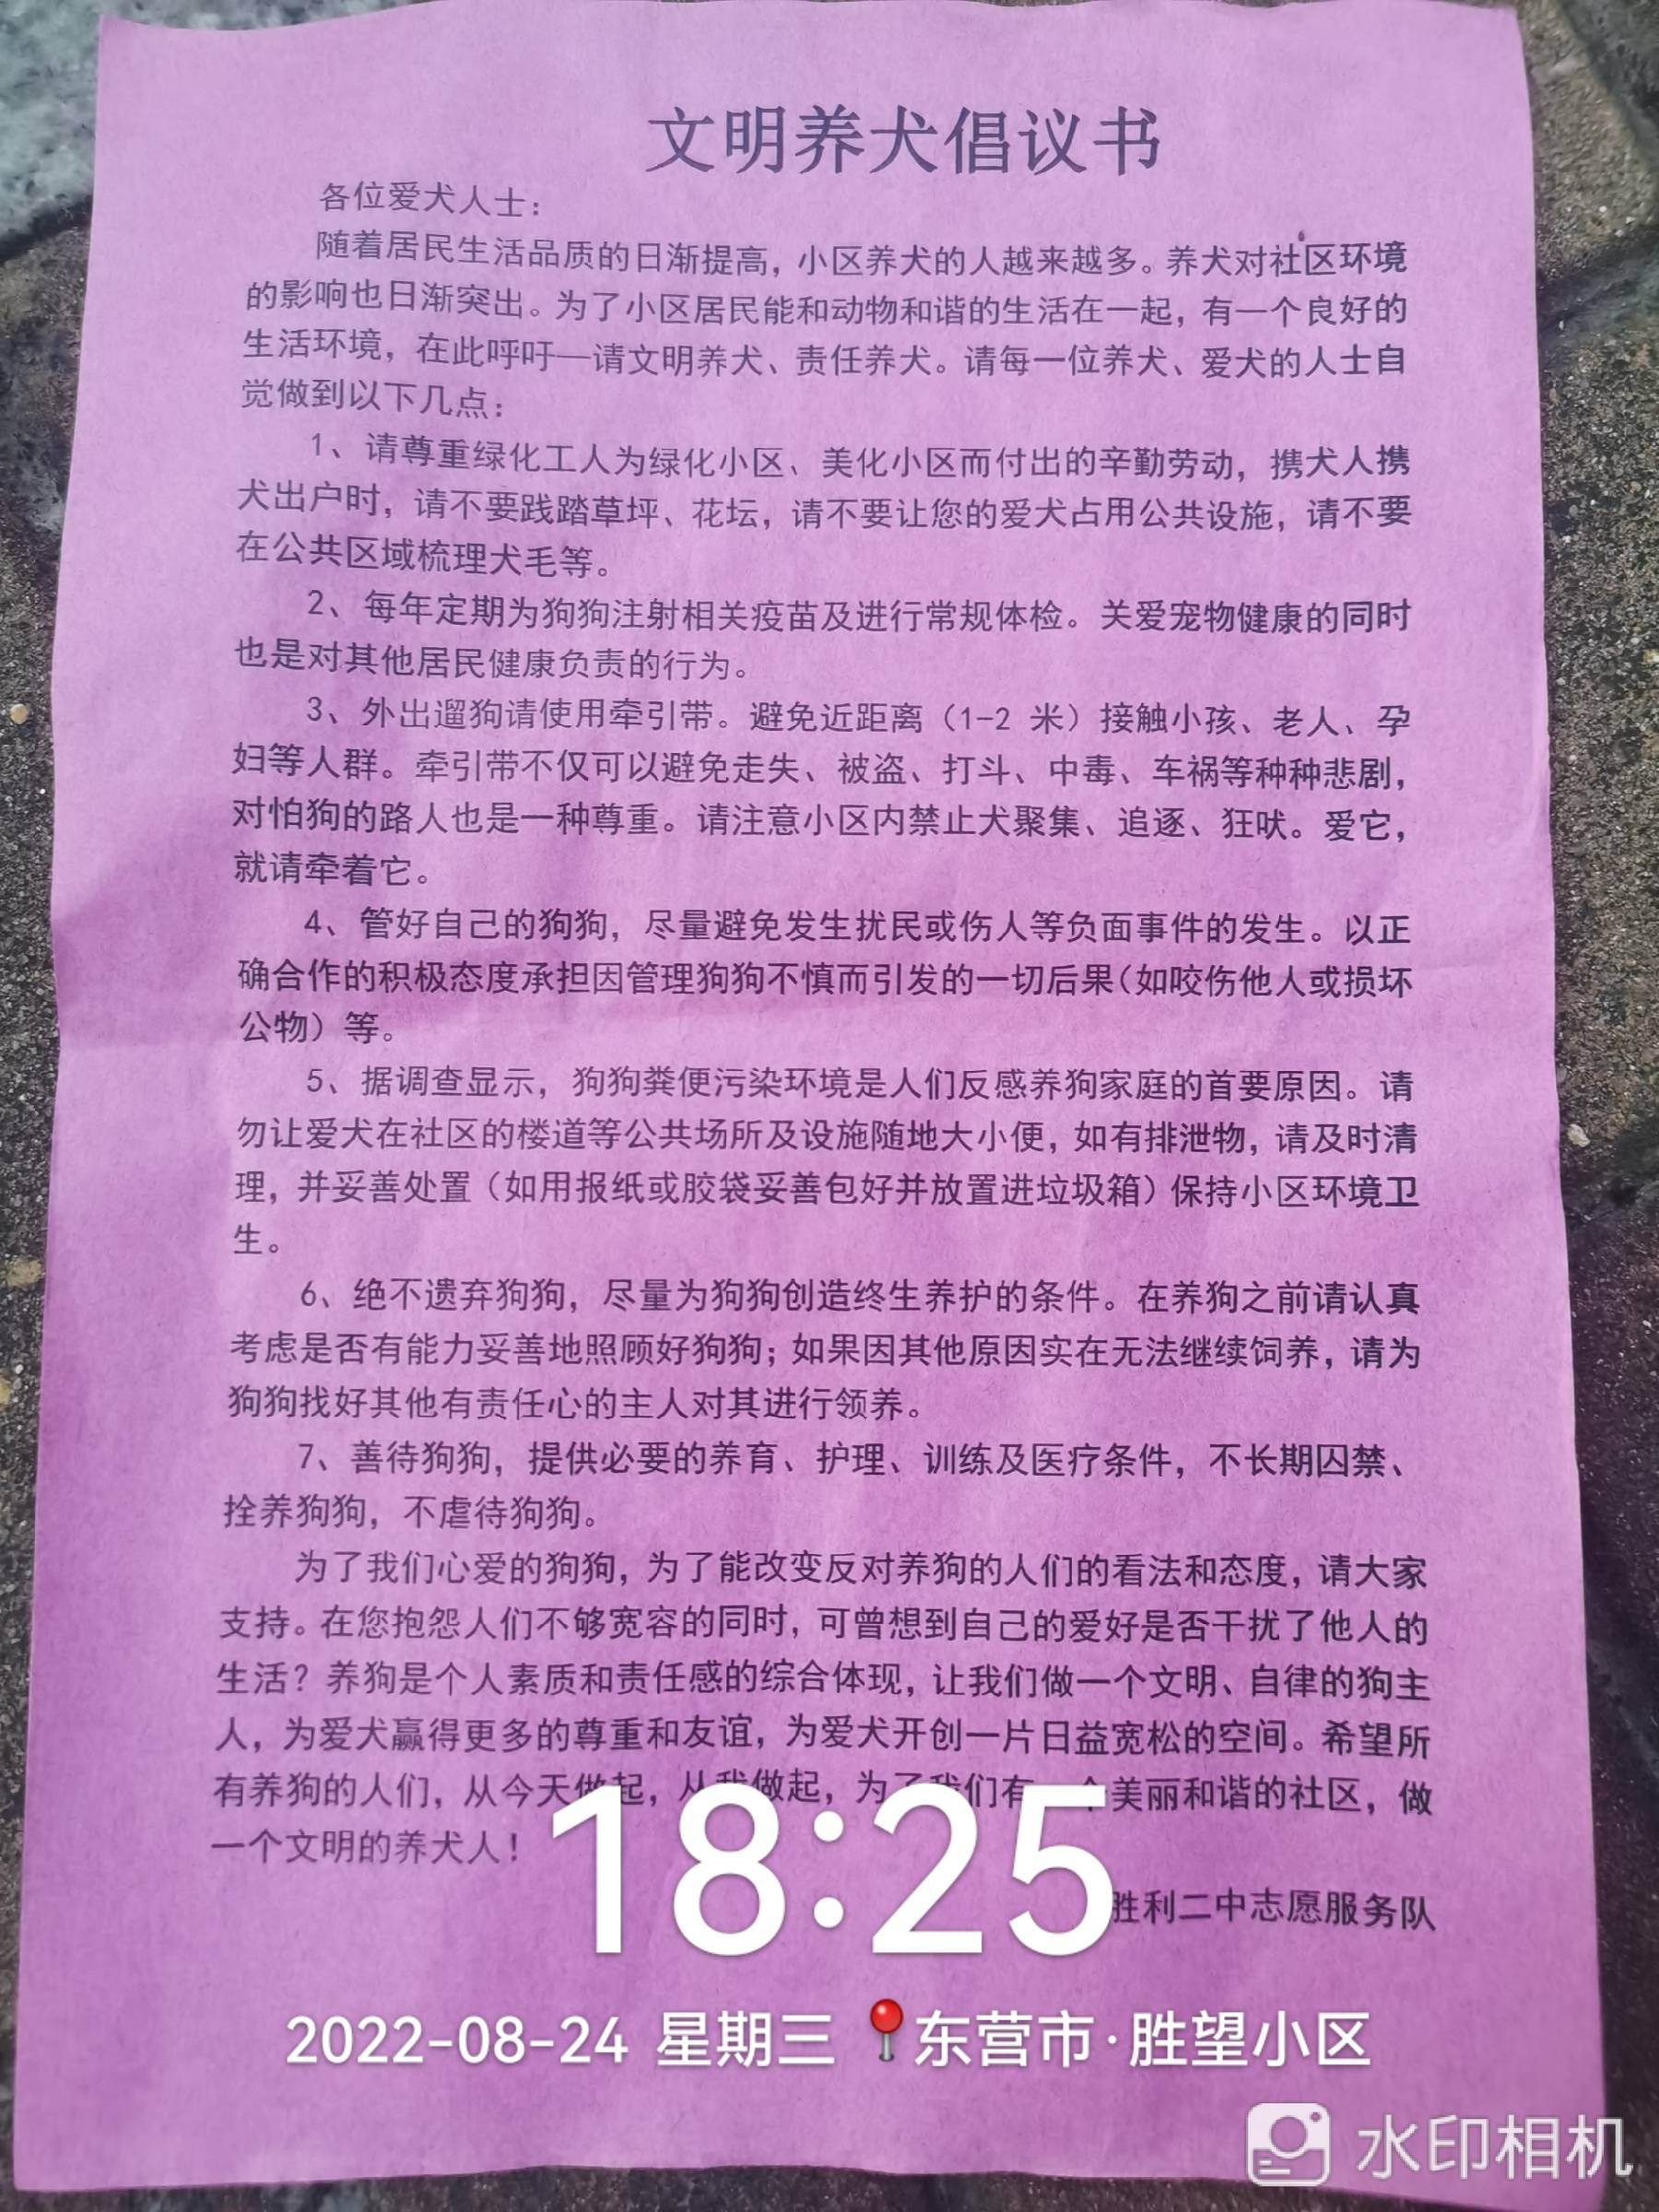 文明养犬倡议书
各位爱犬人士：
随着居民生活品质的日渐提高，小区养犬的人越来越多。养犬对社区环境
的影响也日渐突出。为了小区居民能和动物和谐的生活在一起，有一个良好的
生活环境，在此呼吁—请文明养犬、责任养犬。请每一位养犬、爱犬的人士自
觉做到以下几点：
1、请尊重绿化工人为绿化小区、美化小区而付出的辛勤劳动，携犬人携
犬出户时，请不要践踏草坪、花坛，请不要让您的爱犬占用公共设施，请不要
在公共区域梳理犬毛等。
2、每年定期为狗狗注射相关疫苗及进行常规体检。关爱宠物健康的同时
也是对其他居民健康负责的行为。
3、外出遛狗请使用牵引带。避免近距离（1-2 米）接触小孩、老人、孕
妇等人群。牵引带不仅可以避免走失、被盗、打斗、中毒、车祸等种种悲剧，
对怕狗的路人也是一种尊重。请注意小区内禁止犬聚集、追逐、狂吠。爱它，
就请牵着它。
4、管好自己的狗狗，尽量避免发生扰民或伤人等负面事件的发生。以正
确合作的积极态度承担因管理狗狗不慎而引发的一切后果（如咬伤他人或损坏
公物）等。
5、据调查显示，狗狗粪便污染环境是人们反感养狗家庭的首要原因。请
勿让爱犬在社区的楼道等公共场所及设施随地大小便，如有排泄物，请及时清
理，并妥善处置（如用报纸或胶袋妥善包好并放置进垃圾箱）保持小区环境卫
生。
6、绝不遗弃狗狗，尽量为狗狗创造终生养护的条件。在养狗之前请认真
考虑是否有能力妥善地照顾好狗狗；如果因其他原因实在无法继续饲养，请为
狗狗找好其他有责任心的主人对其进行领养。
7、善待狗狗，提供必要的养育、护理、训练及医疗条件，不长期囚禁、
拴养狗狗，不虐待狗狗。
为了我们心爱的狗狗，为了能改变反对养狗的人们的看法和态度，请大家
支持。在您抱怨人们不够宽容的同时，可曾想到自己的爱好是否干扰了他人的
生活？养狗是个人素质和责任感的综合体现，让我们做一个文明、自律的狗主
人，为爱犬赢得更多的尊重和友谊，为爱犬开创一片日益宽松的空间。希望所
有养狗的人们，从今天做起，从我做起，为了我们有一个美丽和谐的社区，做
一个文明的养犬人！
胜利二中志愿服务队
18:25
2022-08-24 星期三 东营市·胜望小区
水印相机